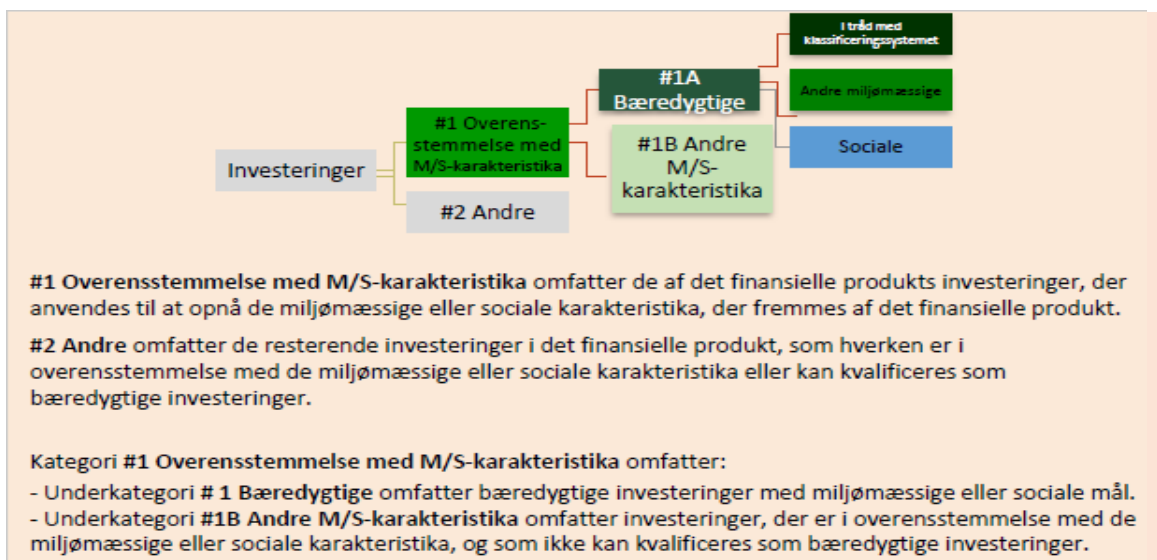 I tråd med
klassificeringssystemet
#1A
Bæredygtige
Andre miljømæssige
#1 Overens-
stemmelse med
M/S-karakteristika
#1B Andre
M/S-
karakteristika
Sociale
Investeringer
#2 Andre
#1 Overensstemmelse med M/S-karakteristika omfatter de af det finansielle produkts investeringer, der
anvendes til at opnå de miljømæssige eller sociale karakteristika, der fremmes af det finansielle produkt.
#2 Andre omfatter de resterende investeringer i det finansielle produkt, som hverken er i
overensstemmelse med de miljømæssige eller sociale karakteristika eller kan kvalificeres som
bæredygtige investeringer.
Kategori #1 Overensstemmelse med M/S-karakteristika omfatter:
- Underkategori # 1 Bæredygtige omfatter bæredygtige investeringer med miljømæssige eller sociale mål.
- Underkategori #1B Andre M/S-karakteristika omfatter investeringer, der er i overensstemmelse med de
miljømæssige eller sociale karakteristika, og som ikke kan kvalificeres som bæredygtige investeringer.